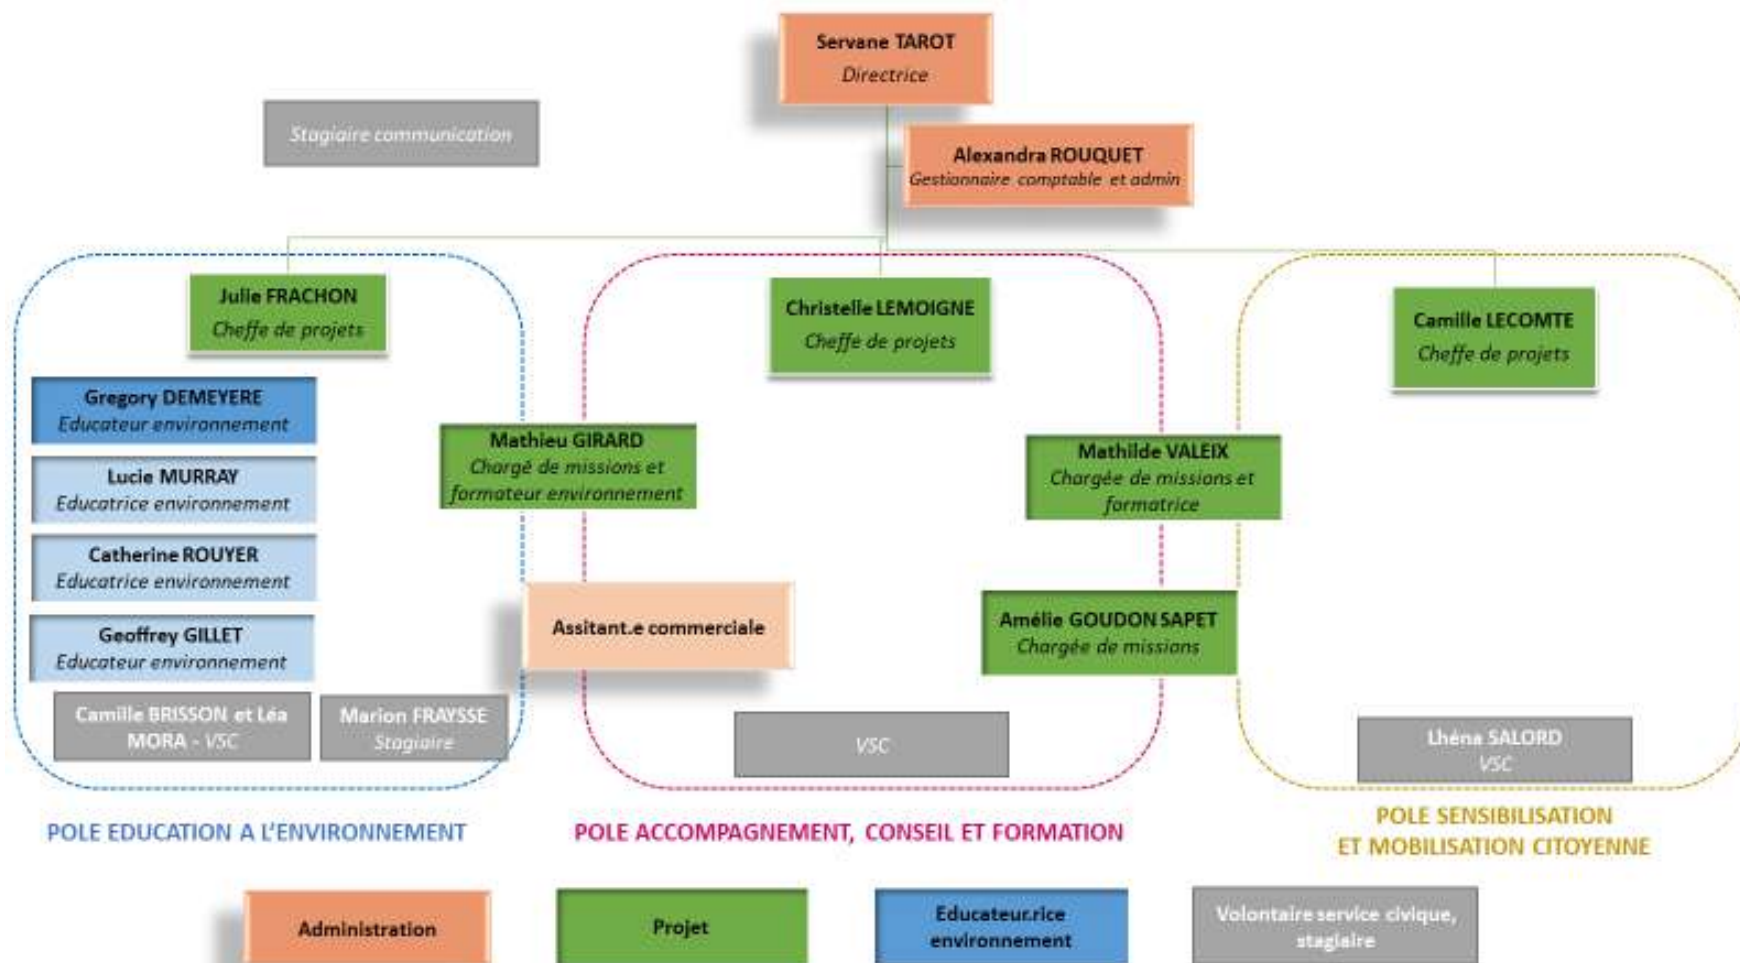 Servane TAROT
Directrice
Stagiaire communication
Alexandra ROUQUET
Gestionnaire comptable et admin
Julie FRACHON
Cheffe de projets
Christelle LEMOIGNE
Cheffe de projets
Camille LECOMTE
Cheffe de projets
Gregory DEMEYERE
Educateur environnement
Lucie MURRAY
Educatrice environnement
Catherine ROUYER
Educatrice environnement
Geoffrey GILLET
Educateur environnement
Camille BRISSON et Léa
MORA - VSC
Marion FRAYSSE
Stagiaire
Mathieu GIRARD
Chargé de missions et
formateur environnement
Assitant.e commerciale
Mathilde VALEIX
Chargée de missions et
formatrice
Amélie GOUDON SAPET
Chargée de missions
VSC
Lhéna SALORD
VSC
POLE EDUCATION A L'ENVIRONNEMENT
POLE ACCOMPAGNEMENT, CONSEIL ET FORMATION
POLE SENSIBILISATION
ET MOBILISATION CITOYENNE
Administration
Projet
Educateur.rice
environnement
Volontaire service civique,
stagiaire